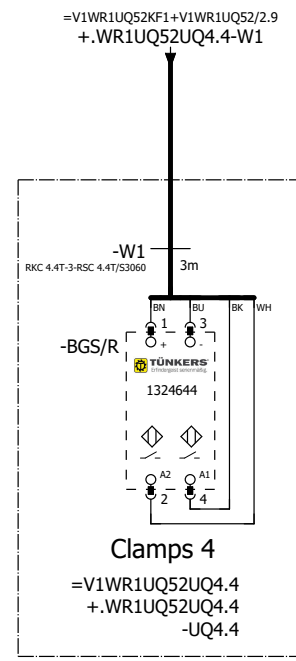 =V1WR1UQ52KF1+V1WR1UQ52/2.9
+.WR1UQ52UQ4.4-W1
-W1
RKC 4.4T-3-RSC 4.4T/S3060
3m
BN BU BK WH
-BGS/R
1 3
+ -
TÜNKERS®
Erfindergeist serienmäßig.
1324644
A2 A1
2 4
Clamps 4
=V1WR1UQ52UQ4.4
+.WR1UQ52UQ4.4
-UQ4.4